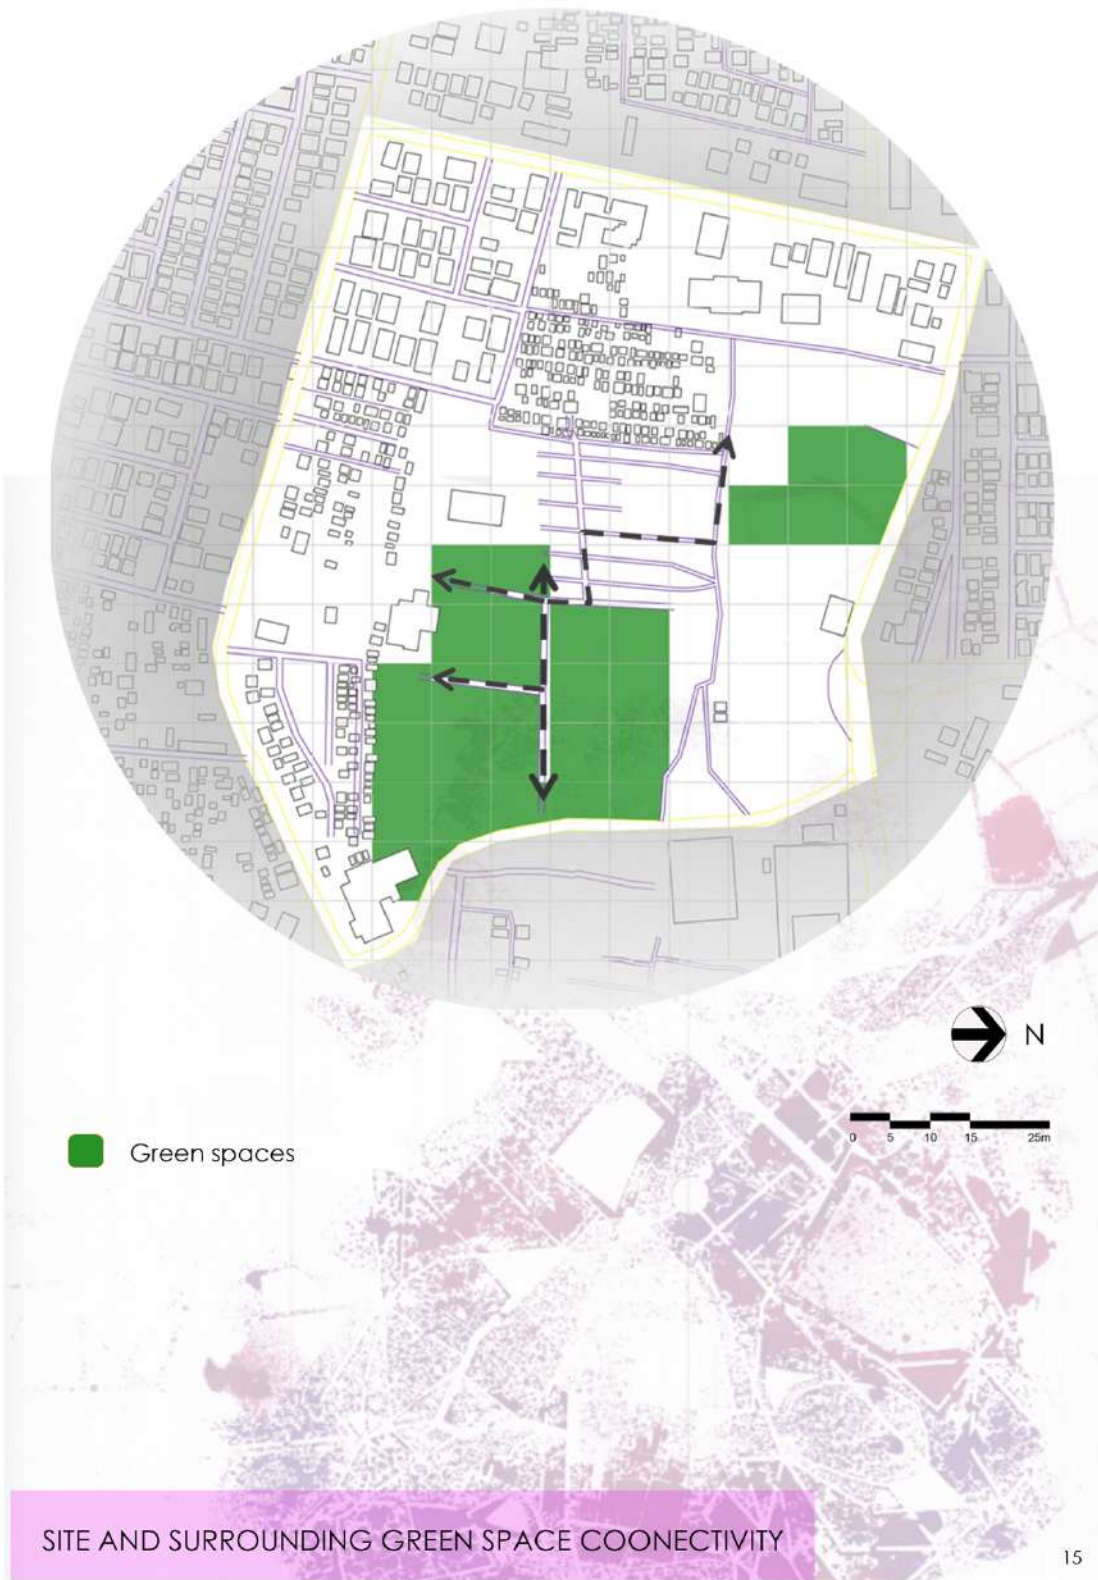 N
0 5 10 15 25m
Green spaces
SITE AND SURROUNDING GREEN SPACE COONECTIVITY
15